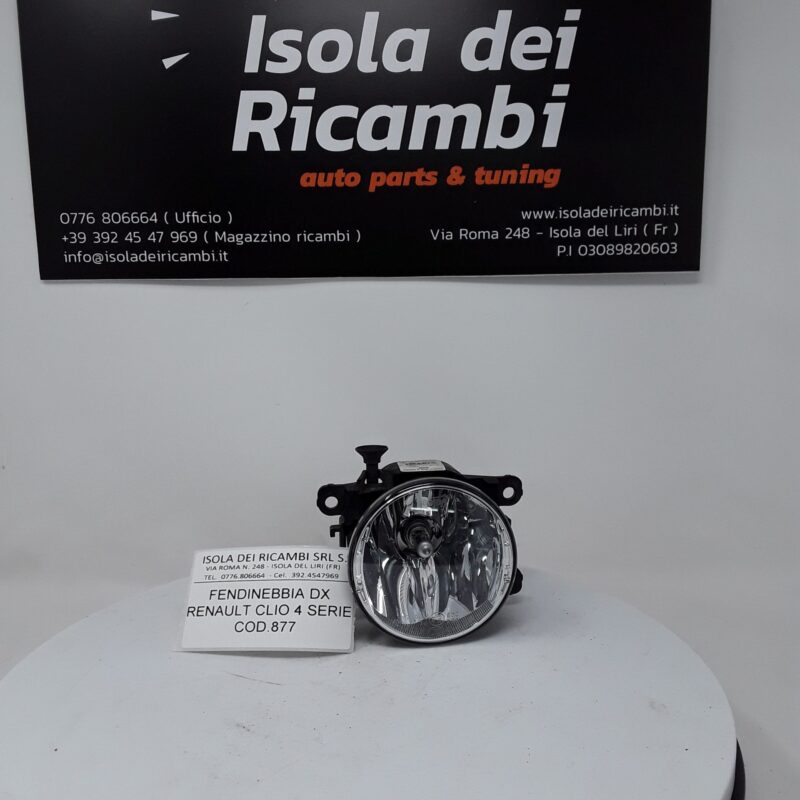 Isola dei
Ricambi
auto parts & tuning
0776 806664 ( Ufficio )
+39 392 45 47 969 ( Magazzino ricambi )
info@isoladeiricambi.it
www.isoladeiricambi.it
Via Roma 248 - Isola del Liri ( Fr )
P.I 03089820603
ISOLA DEI RICAMBI SRL S.
VIA ROMA N. 248 - ISOLA DEL LIRI (FR)
TEL. 0776.806664 - Cel. 392.4547969
FENDINEBBIA DX
RENAULT CLIO 4 SERIE
COD.877